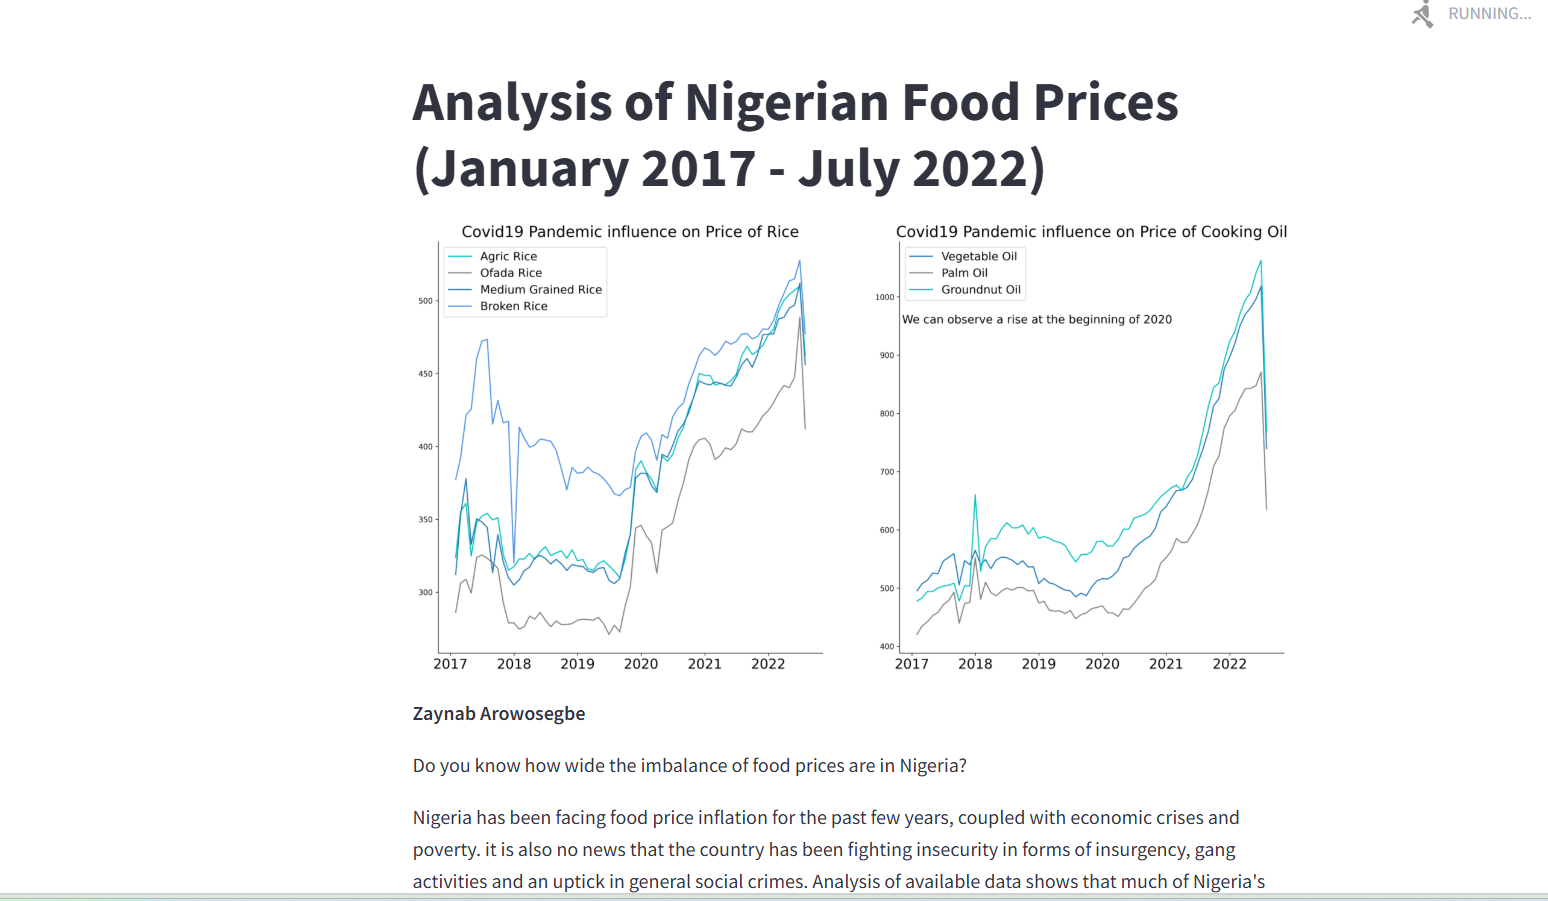 RUNNING...
Analysis of Nigerian Food Prices
(January 2017 - July 2022)
Covid19 Pandemic influence on Price of Rice
Agric Rice
Ofada Rice
Medium Grained Rice
Broken Rice
500
450
400
350
300
2017 2018 2019 2020 2021 2022
Covid19 Pandemic influence on Price of Cooking Oil
Vegetable Oil
Palm Oil
Groundnut Oil
We can observe a rise at the beginning of 2020
1000
900
800
700
600
500
400
2017 2018 2019 2020 2021 2022
Zaynab Arowosegbe
Do you know how wide the imbalance of food prices are in Nigeria?
Nigeria has been facing food price inflation for the past few years, coupled with economic crises and
poverty. it is also no news that the country has been fighting insecurity in forms of insurgency, gang
activities and an uptick in general social crimes. Analysis of available data shows that much of Nigeria's